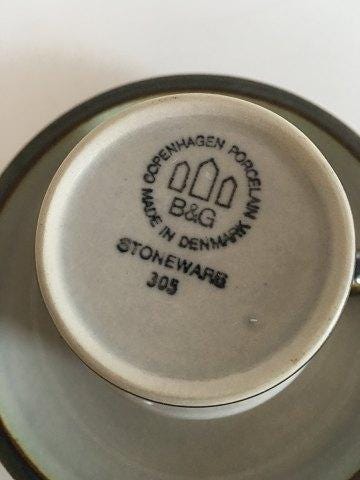 COPENHAGEN PORCELAIN
B&G
MADE IN DENMARK
STONEWARE
305